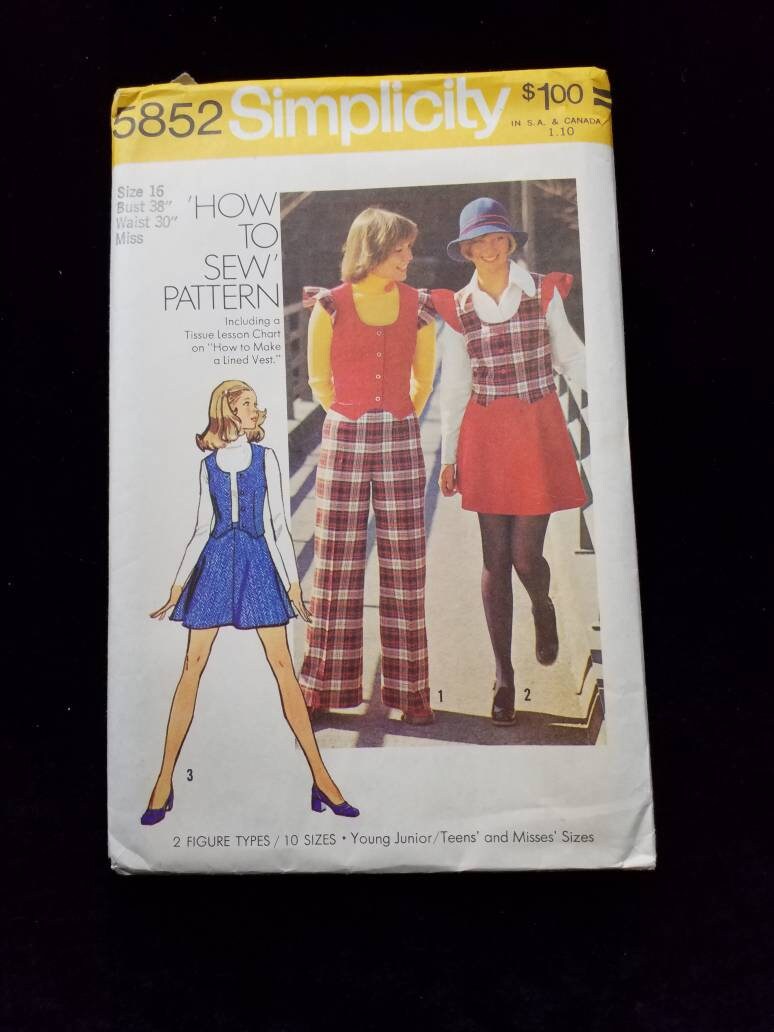 5852 Simplicity $1.00
IN S.A. & CANADA
1.10
Size 16
Bust 38"
Waist 30"
Miss
'HOW
TO
SEW'
PATTERN
Including a
Tissue Lesson Chart
on "How to Make
a Lined Vest."
1
2
3
2 FIGURE TYPES / 10 SIZES • Young Junior/Teens' and Misses' Sizes